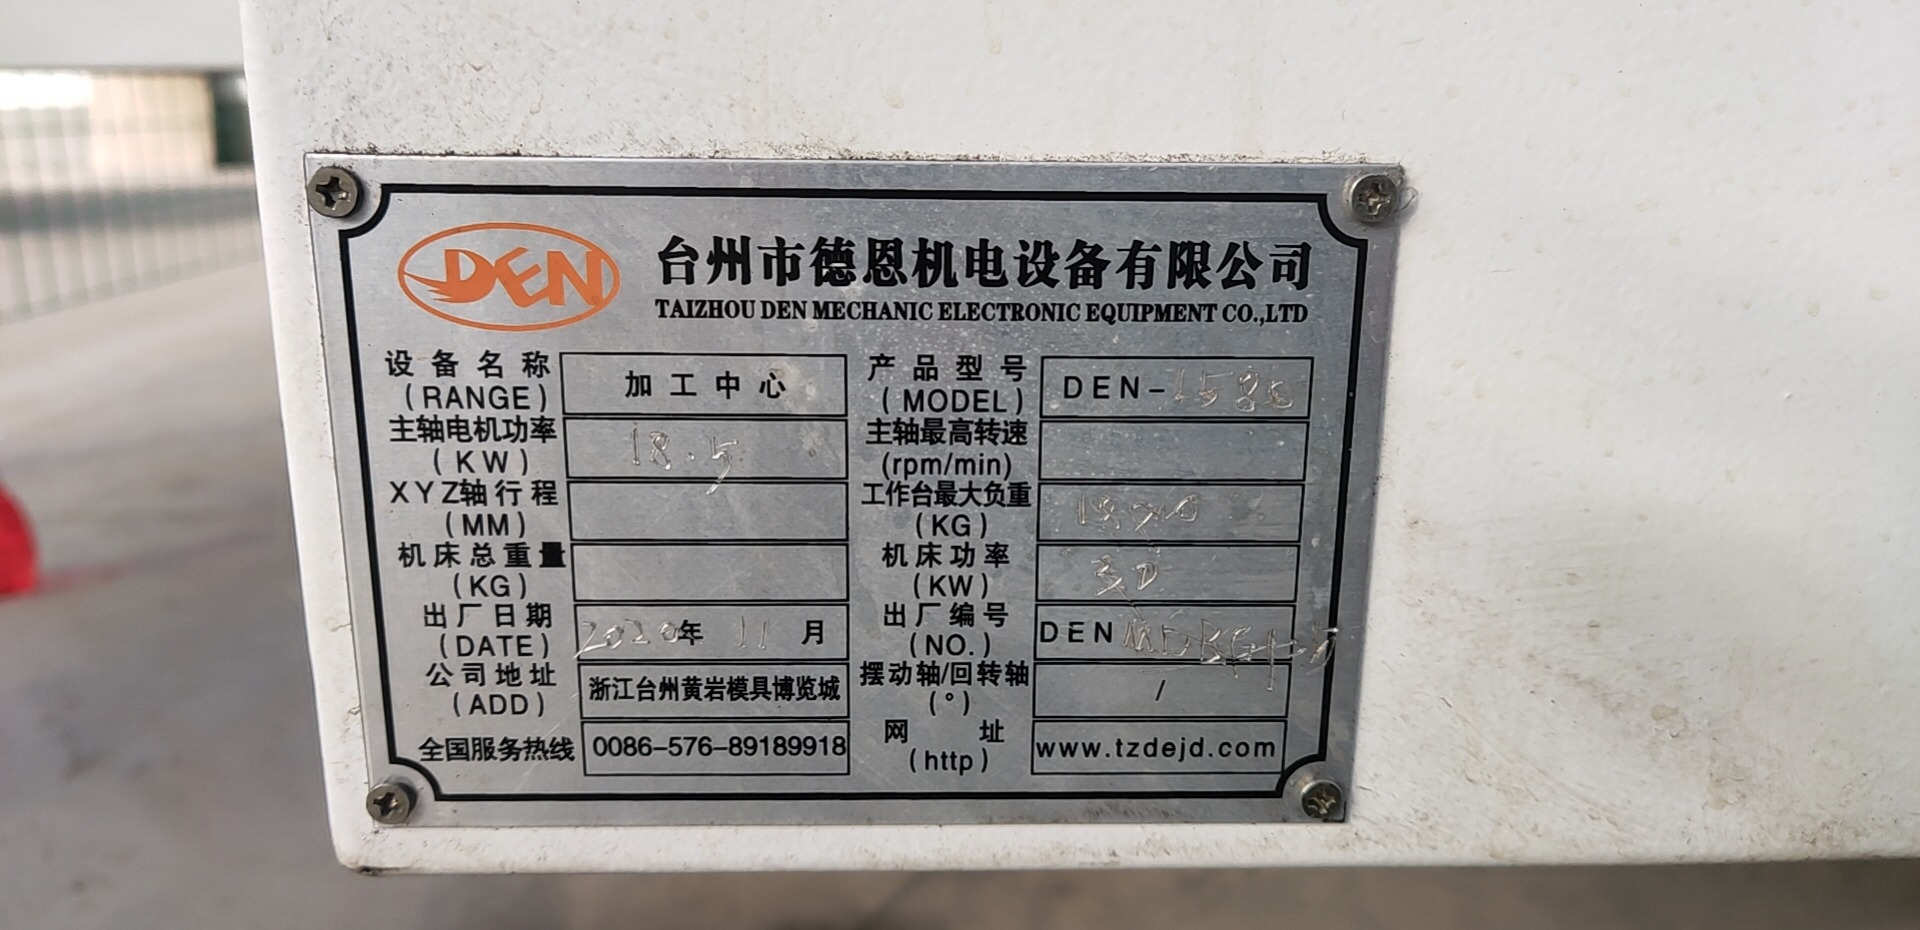 DEN
台州市德恩机电设备有限公司
TAIZHOU DEN MECHANIC ELECTRONIC EQUIPMENT CO.,LTD
设备名称 加工中心 产品型号 DEN-1580
(RANGE) (MODEL)
主轴电机功率 18.5 主轴最高转速
(KW) (rpm/min)
XYZ轴行程 工作台最大负重
(MM) (KG)
机床总重量 机床功率 30
(KG) (KW)
出厂日期 2020年 11月 出厂编号 DEN
(DATE) (NO.)
公司地址 浙江台州黄岩模具博览城 摆动轴/回转轴 /
(ADD) (°)
全国服务热线 0086-576-89189918 网址 www.tzdejd.com
(http)